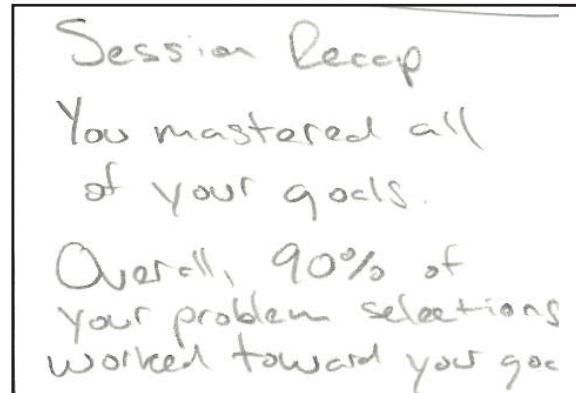 Session Recap
You mastered all
of your goals.
Overall, 90% of
your problem selections
worked toward your